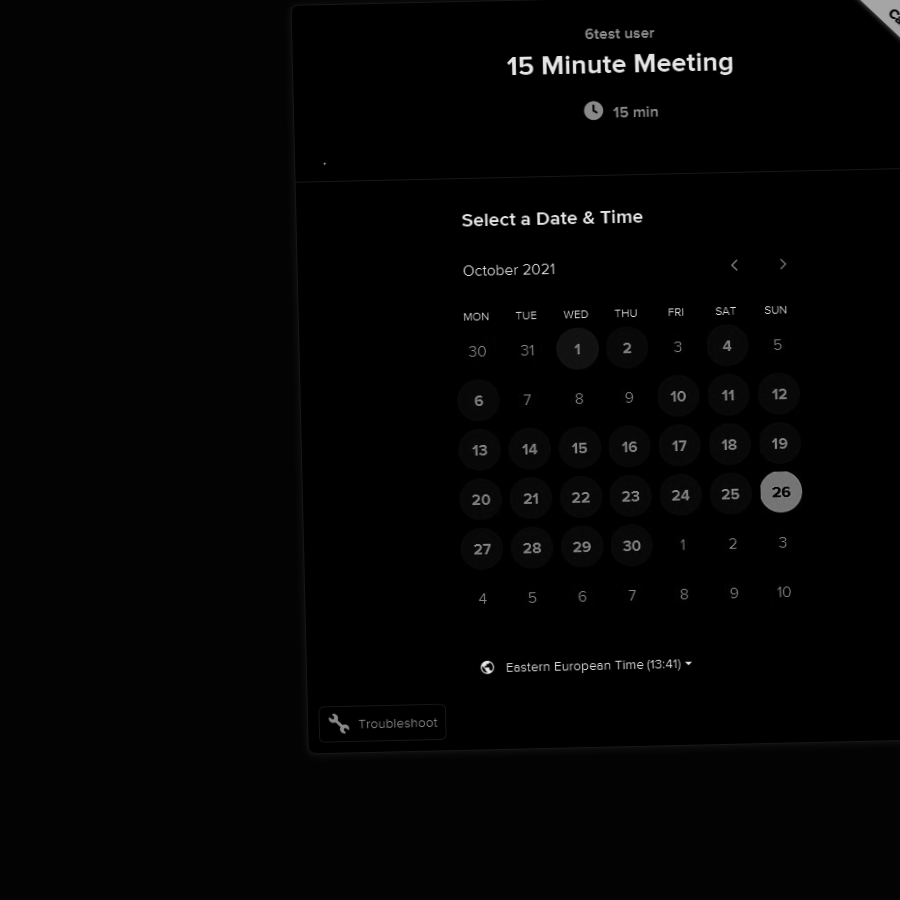 6test user
15 Minute Meeting
15 min
Select a Date & Time
October 2021
MON TUE WED THU FRI SAT SUN
30 31 1 2 3 4 5
6 7 8 9 10 11 12
13 14 15 16 17 18 19
20 21 22 23 24 25 26
27 28 29 30 1 2 3
4 5 6 7 8 9 10
Eastern European Time (13:41)
Troubleshoot